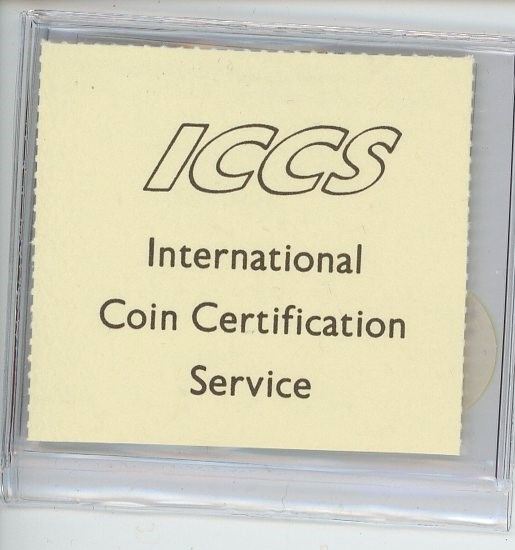 ICCS
International
Coin Certification
Service